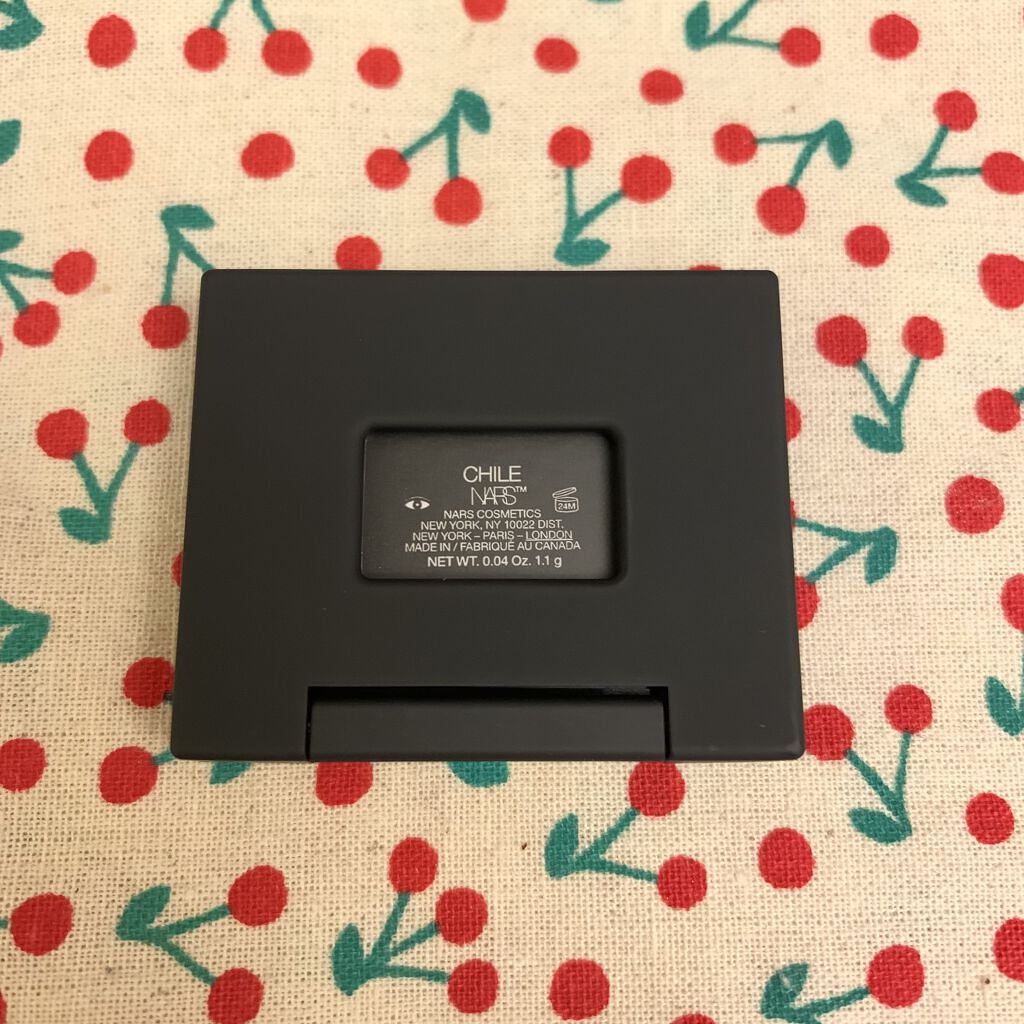 CHILE
NARS™
24M
NARS COSMETICS
NEW YORK, NY 10022 DIST.
NEW YORK – PARIS – LONDON
MADE IN / FABRIQUÉ AU CANADA
NET WT. 0.04 Oz. 1.1 g